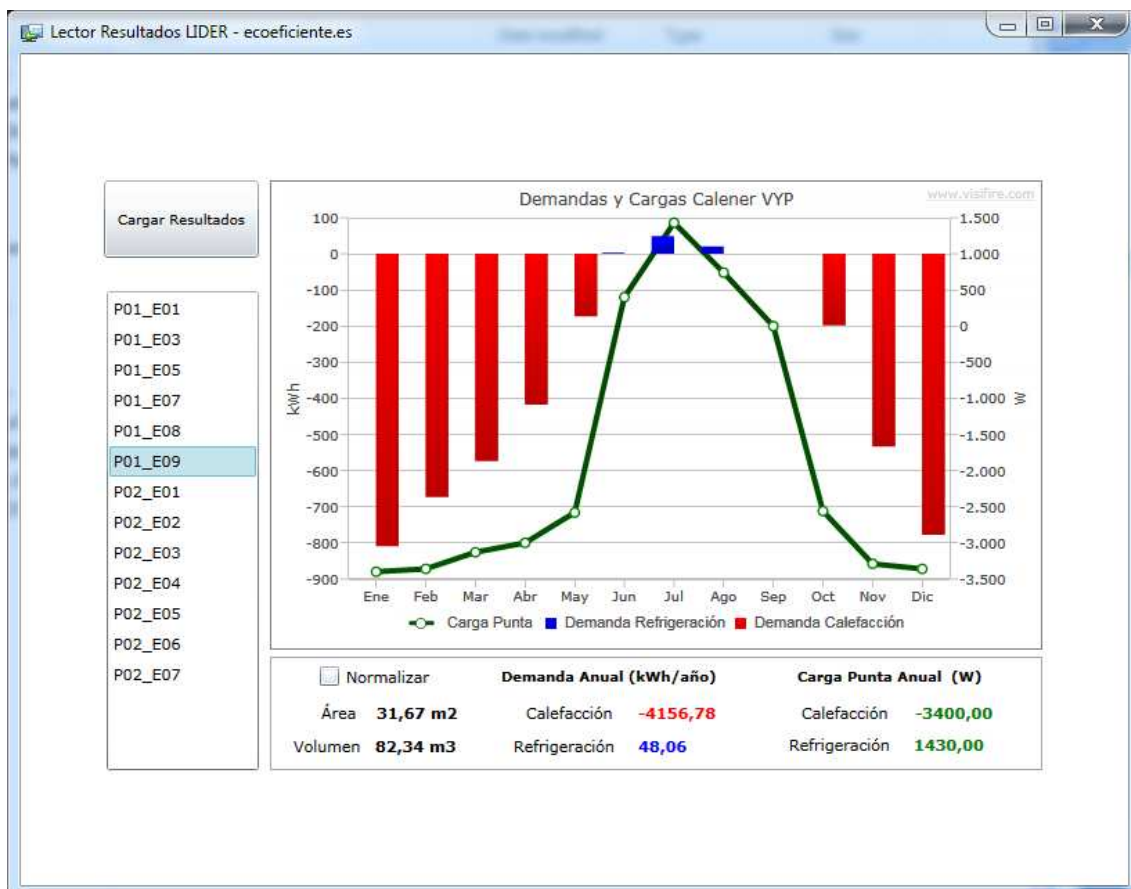 Lector Resultados LIDER - ecoeficiente.es
Date modified Type Size
Cargar Resultados
P01_E01
P01_E03
P01_E05
P01_E07
P01_E08
P01_E09
P02_E01
P02_E02
P02_E03
P02_E04
P02_E05
P02_E06
P02_E07
www.visifire.com
Demandas y Cargas Calener VYP
kWh
100
0
-100
-200
-300
-400
-500
-600
-700
-800
-900
1.500
1.000
500
0
-500
-1.000
-1.500
-2.000
-2.500
-3.000
-3.500
W
Ene Feb Mar Abr May Jun Jul Ago Sep Oct Nov Dic
Carga Punta Demanda Refrigeración Demanda Calefacción
Normalizar Demanda Anual (kWh/año) Carga Punta Anual (W)
Área 31,67 m2 Calefacción -4156,78 Calefacción -3400,00
Volumen 82,34 m3 Refrigeración 48,06 Refrigeración 1430,00